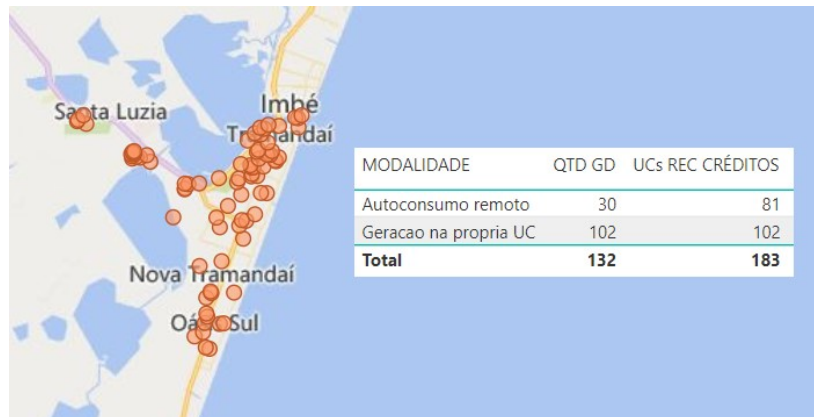 Santa Luzia
Imbé
Tramandaí
Nova Tramandaí
Oásis Sul
MODALIDADE QTD GD UCs REC CRÉDITOS
Autoconsumo remoto 30 81
Geracao na propria UC 102 102
Total 132 183